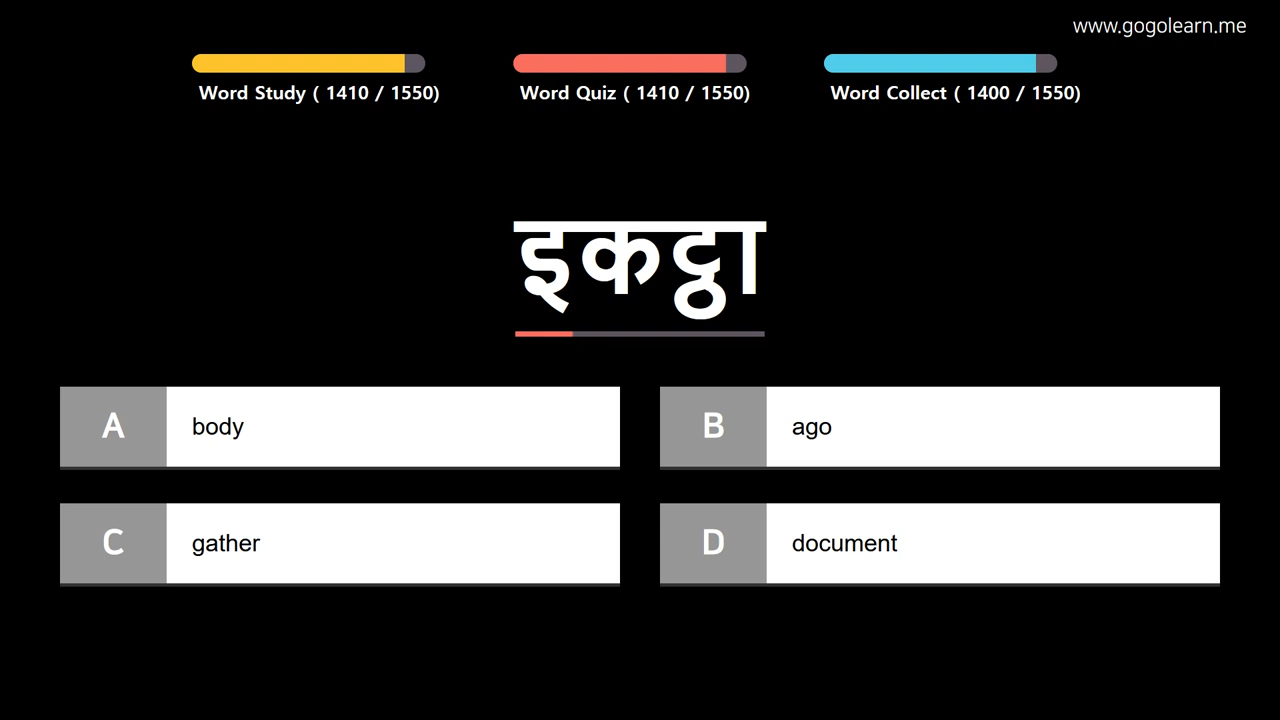 www.gogolearn.me
Word Study ( 1410 / 1550)
Word Quiz ( 1410 / 1550)
Word Collect ( 1400 / 1550)
इकट्ठा
A body
B ago
C gather
D document